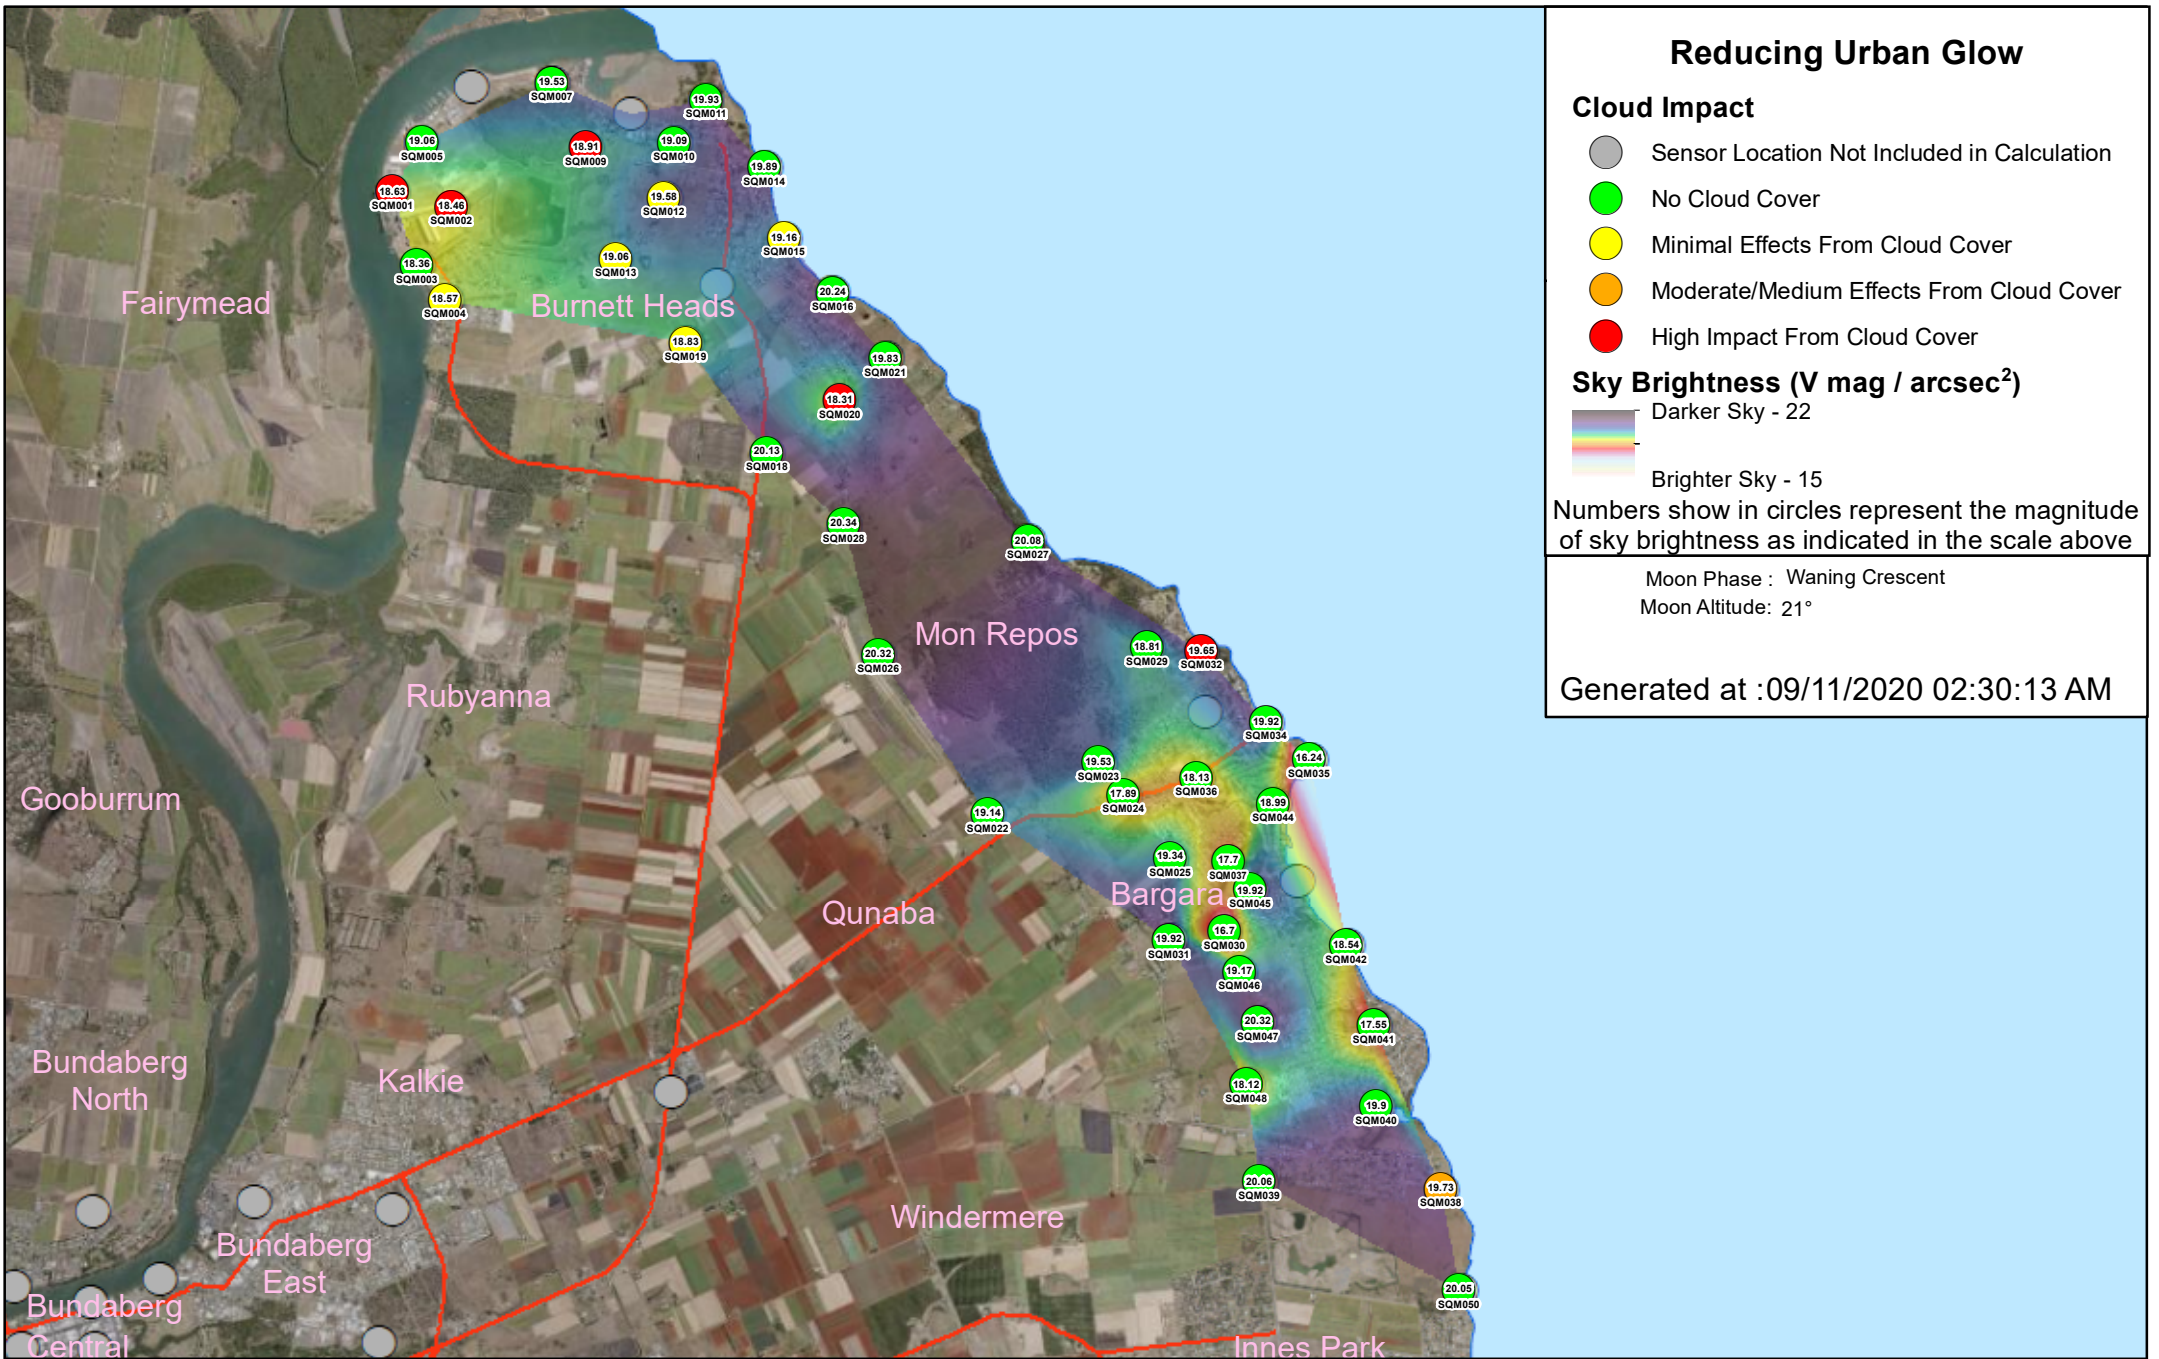 Reducing Urban Glow
Cloud Impact
Sensor Location Not Included in Calculation
No Cloud Cover
Minimal Effects From Cloud Cover
Moderate/Medium Effects From Cloud Cover
High Impact From Cloud Cover
Sky Brightness (V mag / arcsec²)
Darker Sky - 22
Brighter Sky - 15
Numbers show in circles represent the magnitude
of sky brightness as indicated in the scale above
Moon Phase : Waning Crescent
Moon Altitude: 21°
Generated at :09/11/2020 02:30:13 AM
19.53
SQM007
19.93
SQM011
19.06
SQM005
18.91
SQM009
19.09
SQM010
19.89
SQM014
18.63
SQM001
18.46
SQM002
19.58
SQM012
19.16
SQM015
18.36
SQM003
19.06
SQM013
18.57
SQM004
20.24
SQM016
Fairymead
Burnett Heads
18.83
SQM019
19.83
SQM021
18.31
SQM020
20.13
SQM018
20.34
SQM028
20.08
SQM027
Mon Repos
18.81
SQM029
19.65
SQM032
20.32
SQM026
Rubyanna
19.92
SQM034
19.53
SQM023
16.24
SQM035
18.13
SQM036
17.89
SQM024
18.99
SQM044
Gooburrum
19.14
SQM022
19.34
SQM025
17.7
SQM037
Bargara
19.92
SQM045
Qunaba
19.92
SQM031
16.7
SQM030
18.54
SQM042
19.17
SQM046
20.32
SQM047
17.55
SQM041
Bundaberg
North
Kalkie
18.12
SQM048
19.9
SQM040
20.06
SQM039
19.73
SQM038
Windermere
Bundaberg
East
20.05
SQM050
Bundaberg
Central
Innes Park